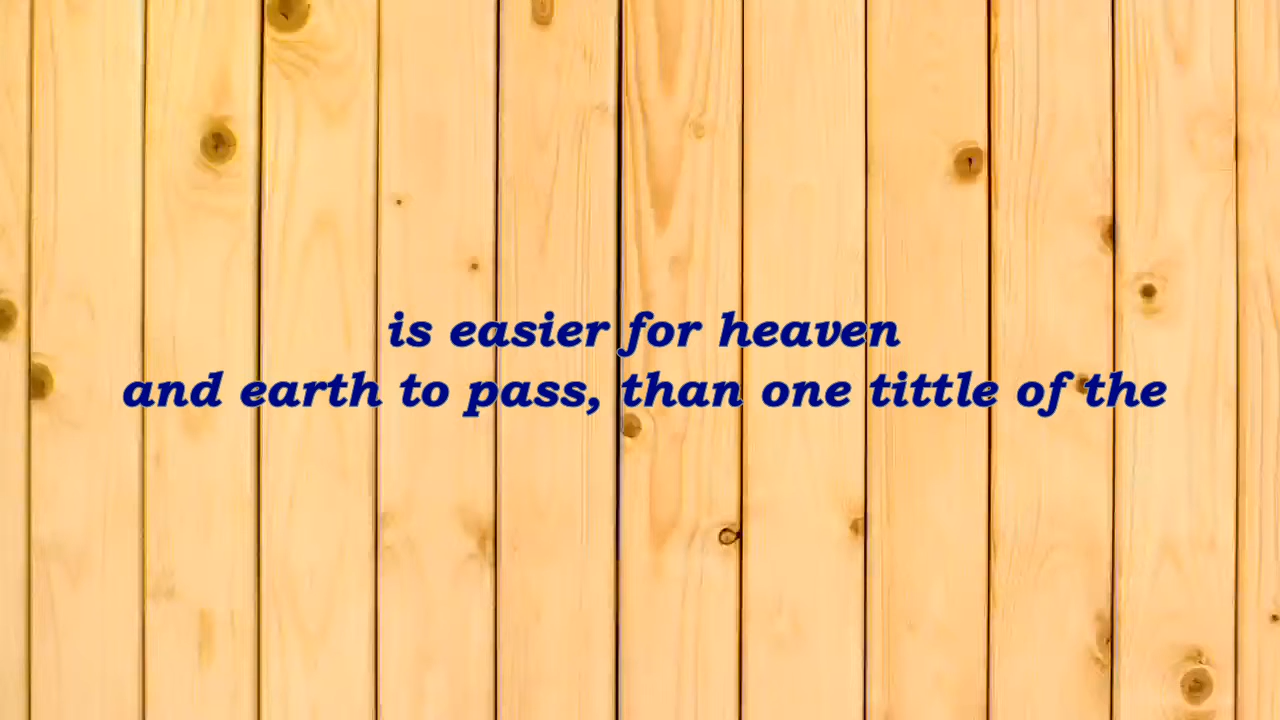 is easier for heaven
and earth to pass, than one tittle of the